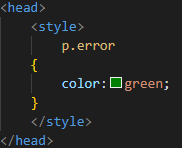 <head>
<style>
p.error
{
color:green;
}
</style>
</head>